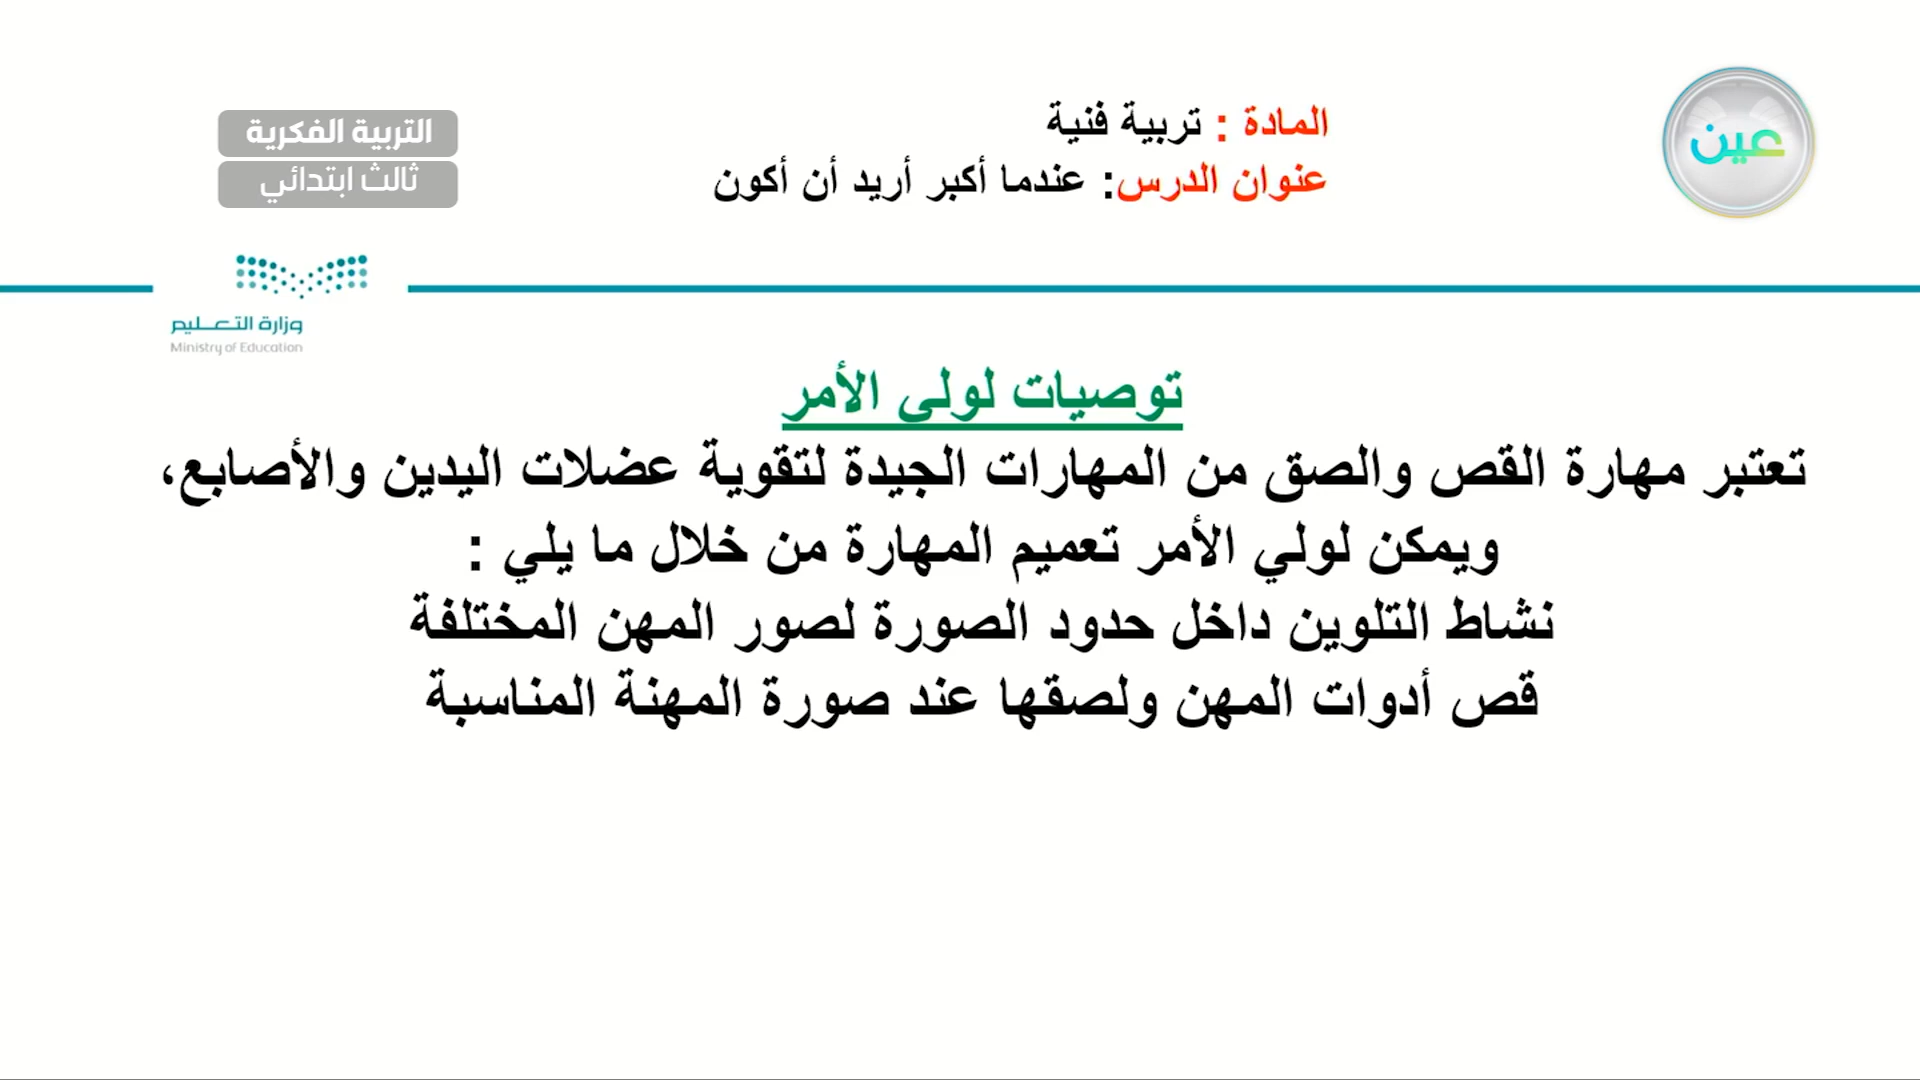 عين
المادة : تربية فنية
عنوان الدرس: عندما أكبر أريد أن أكون
التربية الفكرية
ثالث ابتدائي
وزارة التعـليم
Ministry of Education
توصيات لولي الأمر
تعتبر مهارة القص والصق من المهارات الجيدة لتقوية عضلات اليدين والأصابع،
ويمكن لولي الأمر تعميم المهارة من خلال ما يلي :
نشاط التلوين داخل حدود الصورة لصور المهن المختلفة
قص أدوات المهن ولصقها عند صورة المهنة المناسبة